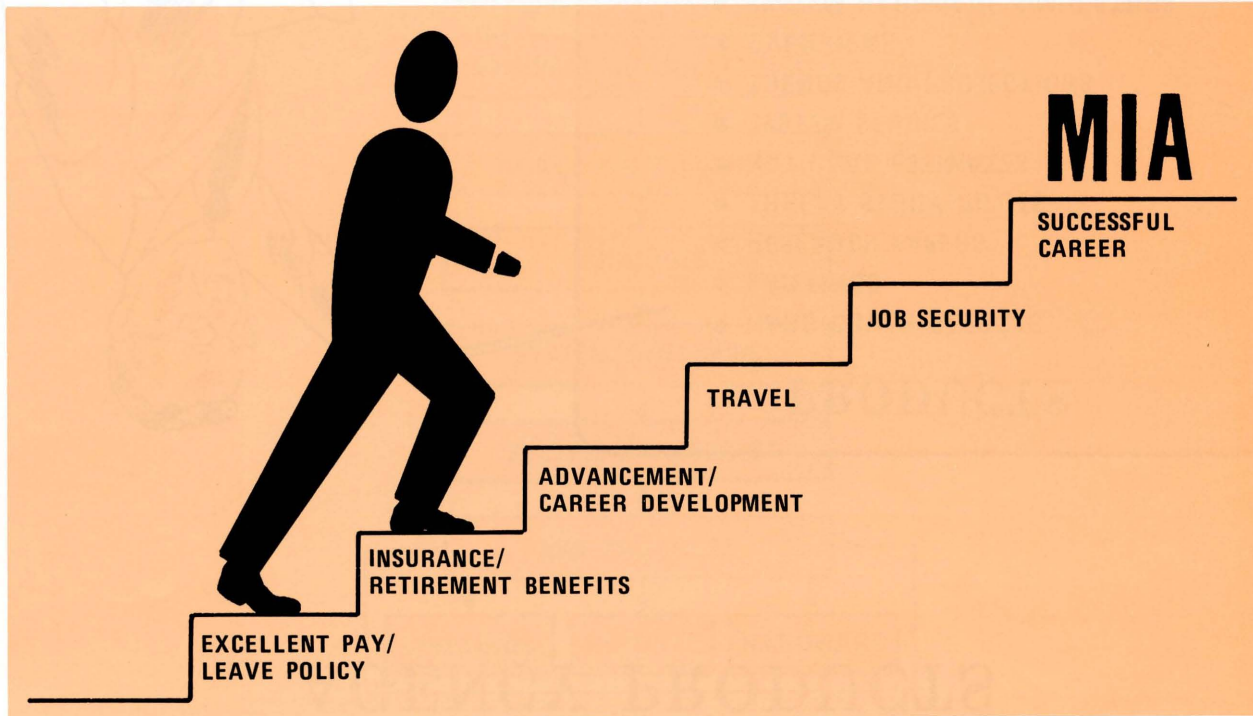 MIA
SUCCESSFUL
CAREER
JOB SECURITY
TRAVEL
ADVANCEMENT/
CAREER DEVELOPMENT
INSURANCE/
RETIREMENT BENEFITS
EXCELLENT PAY/
LEAVE POLICY